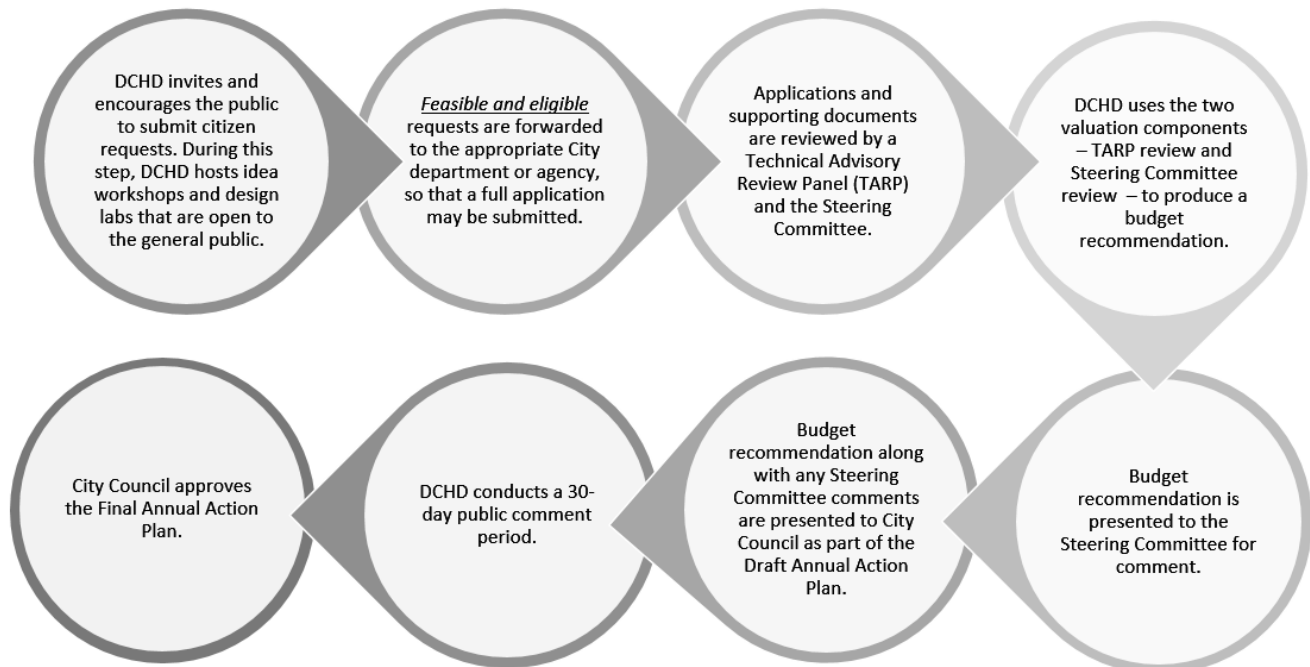 DCHD invites and
encourages the public
to submit citizen
requests. During this
step, DCHD hosts idea
workshops and design
labs that are open to
the general public.
Feasible and eligible
requests are forwarded
to the appropriate City
department or agency,
so that a full application
may be submitted.
Applications and
supporting documents
are reviewed by a
Technical Advisory
Review Panel (TARP)
and the Steering
Committee.
DCHD uses the two
valuation components
– TARP review and
Steering Committee
review – to produce a
budget
recommendation.
Budget
recommendation is
presented to the
Steering Committee for
comment.
Budget
recommendation along
with any Steering
Committee comments
are presented to City
Council as part of the
Draft Annual Action
Plan.
DCHD conducts a 30-
day public comment
period.
City Council approves
the Final Annual Action
Plan.